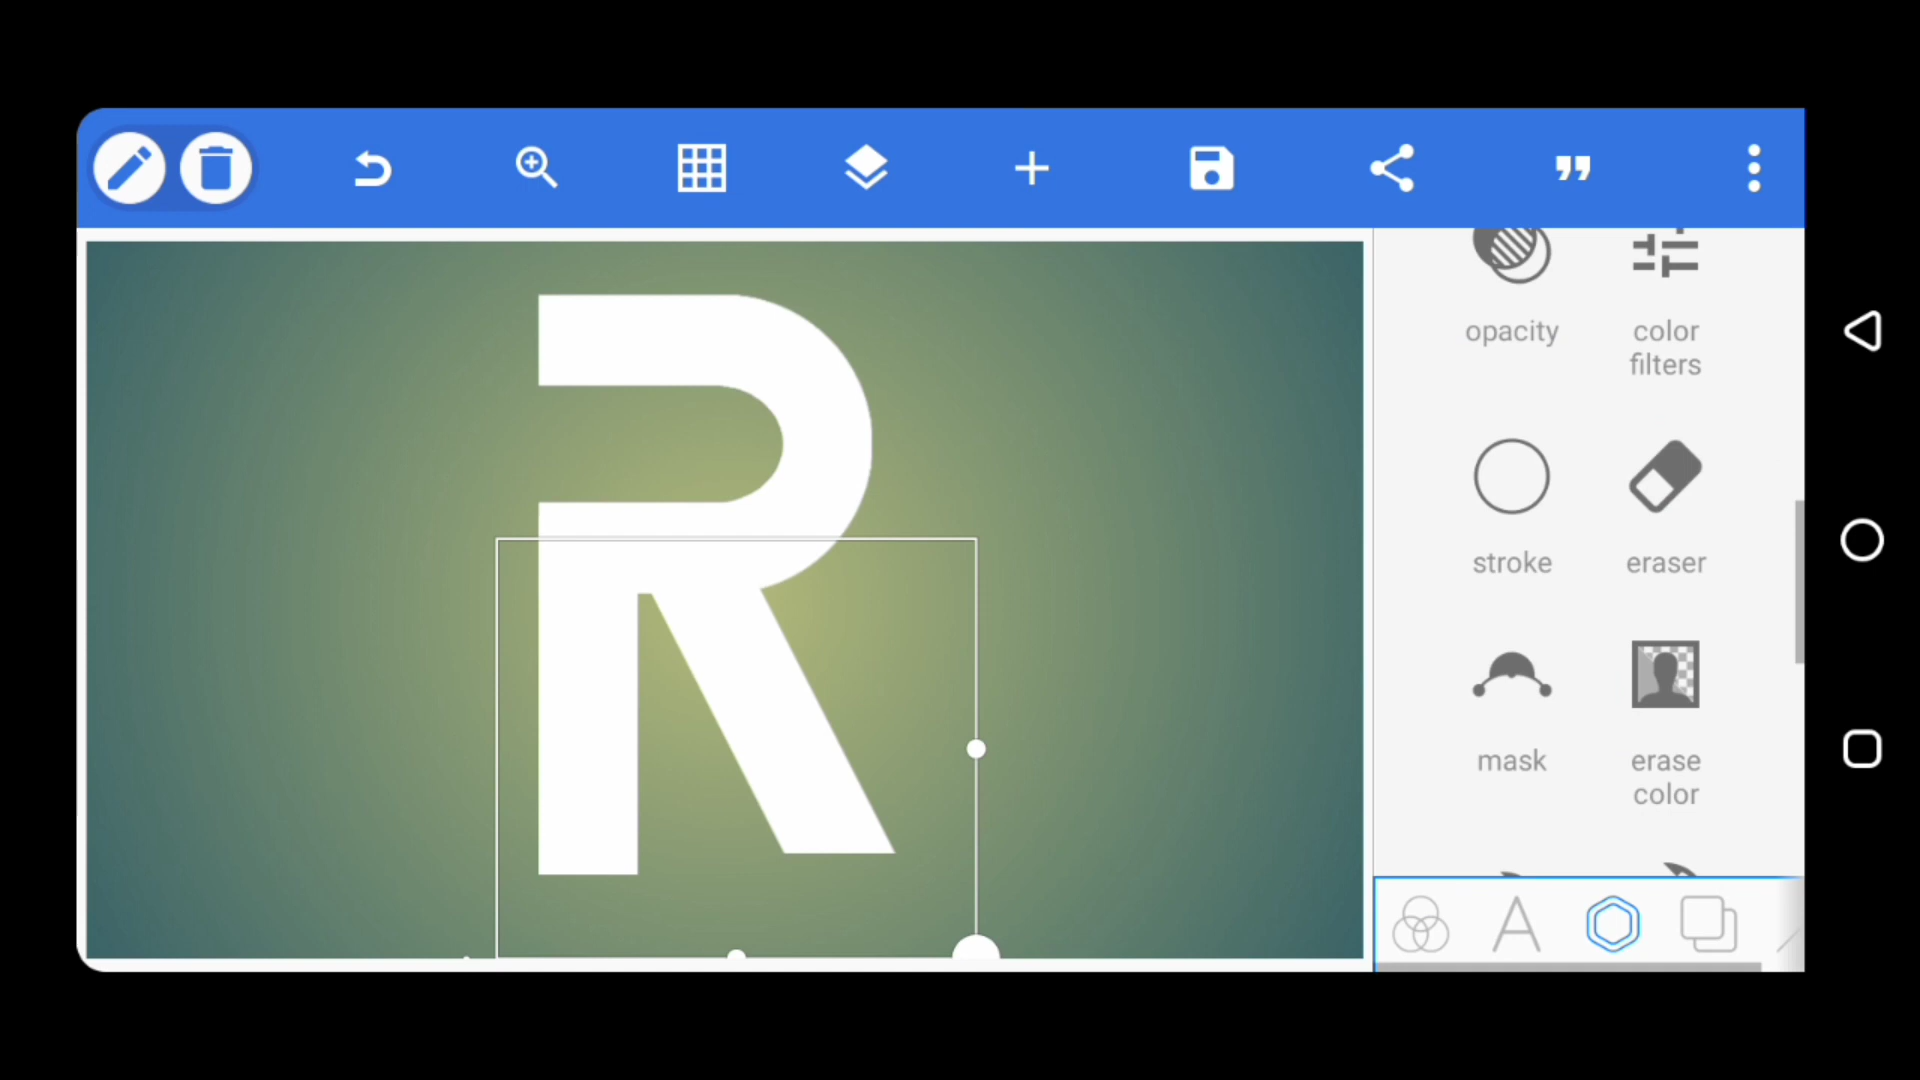 R
opacity
color
filters
stroke
eraser
mask
erase
color